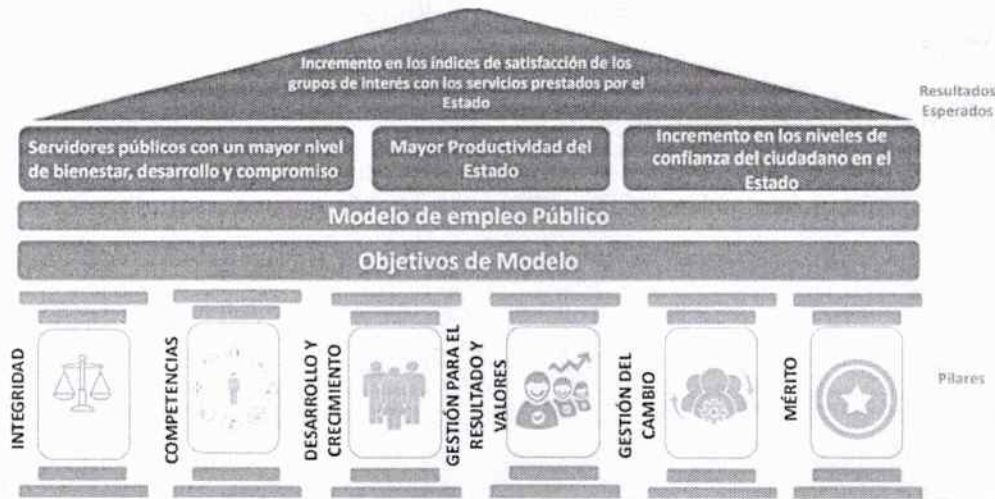 Incremento en los índices de satisfacción de los
grupos de interés con los servicios prestados por el
Estado
Resultados
Esperados
Servidores públicos con un mayor nivel
de bienestar, desarrollo y compromiso
Mayor Productividad del
Estado
Incremento en los niveles de
confianza del ciudadano en el
Estado
Modelo de empleo Público
Objetivos de Modelo
INTEGRIDAD
COMPETENCIAS
DESARROLLO Y
CRECIMIENTO
GESTIÓN PARA EL
RESULTADO Y
VALORES
GESTIÓN DEL
CAMBIO
MÉRITO
Pilares